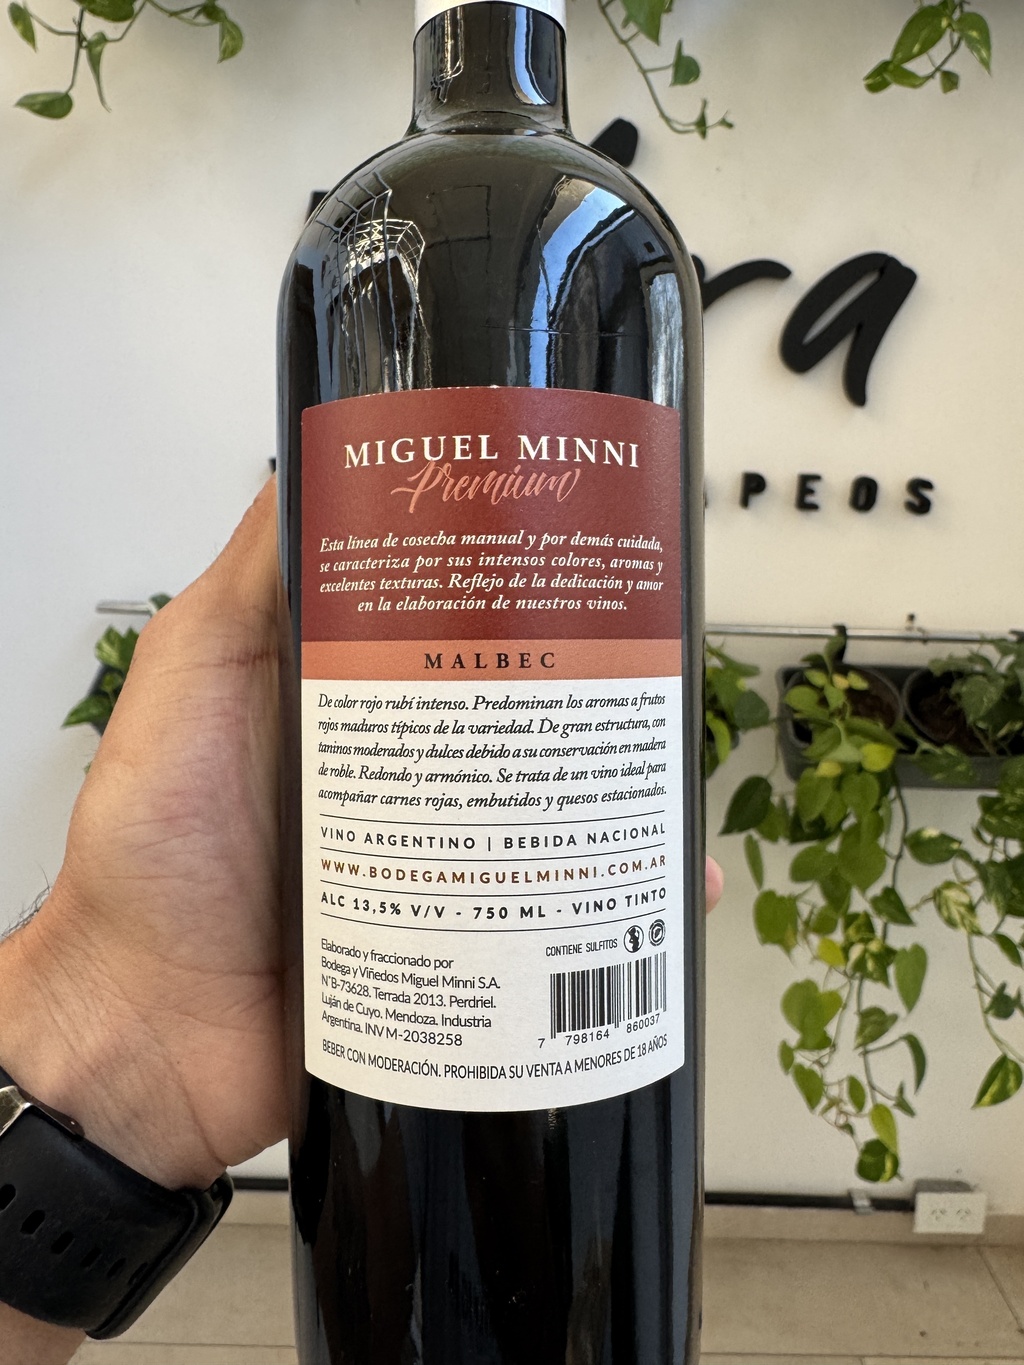 ra
PEOS
MIGUEL MINNI
Premium
Esta línea de cosecha manual y por demás cuidada,
se caracteriza por sus intensos colores, aromas y
excelentes texturas. Reflejo de la dedicación y amor
en la elaboración de nuestros vinos.
MALBEC
De color rojo rubí intenso. Predominan los aromas a frutos
rojos maduros típicos de la variedad. De gran estructura, con
taninos moderados y dulces debido a su conservación en madera
de roble. Redondo y armónico. Se trata de un vino ideal para
acompañar carnes rojas, embutidos y quesos estacionados.
VINO ARGENTINO | BEBIDA NACIONAL
WWW.BODEGAMIGUELMINNI.COM.AR
ALC 13,5% V/V - 750 ML - VINO TINTO
CONTIENE SULFITOS
Elaborado y fraccionado por
Bodega y Viñedos Miguel Minni S.A.
N°B-73628. Terrada 2013. Perdriel.
Luján de Cuyo. Mendoza. Industria
Argentina. INV M-2038258
7 798164 860037
BEBER CON MODERACIÓN. PROHIBIDA SU VENTA A MENORES DE 18 AÑOS